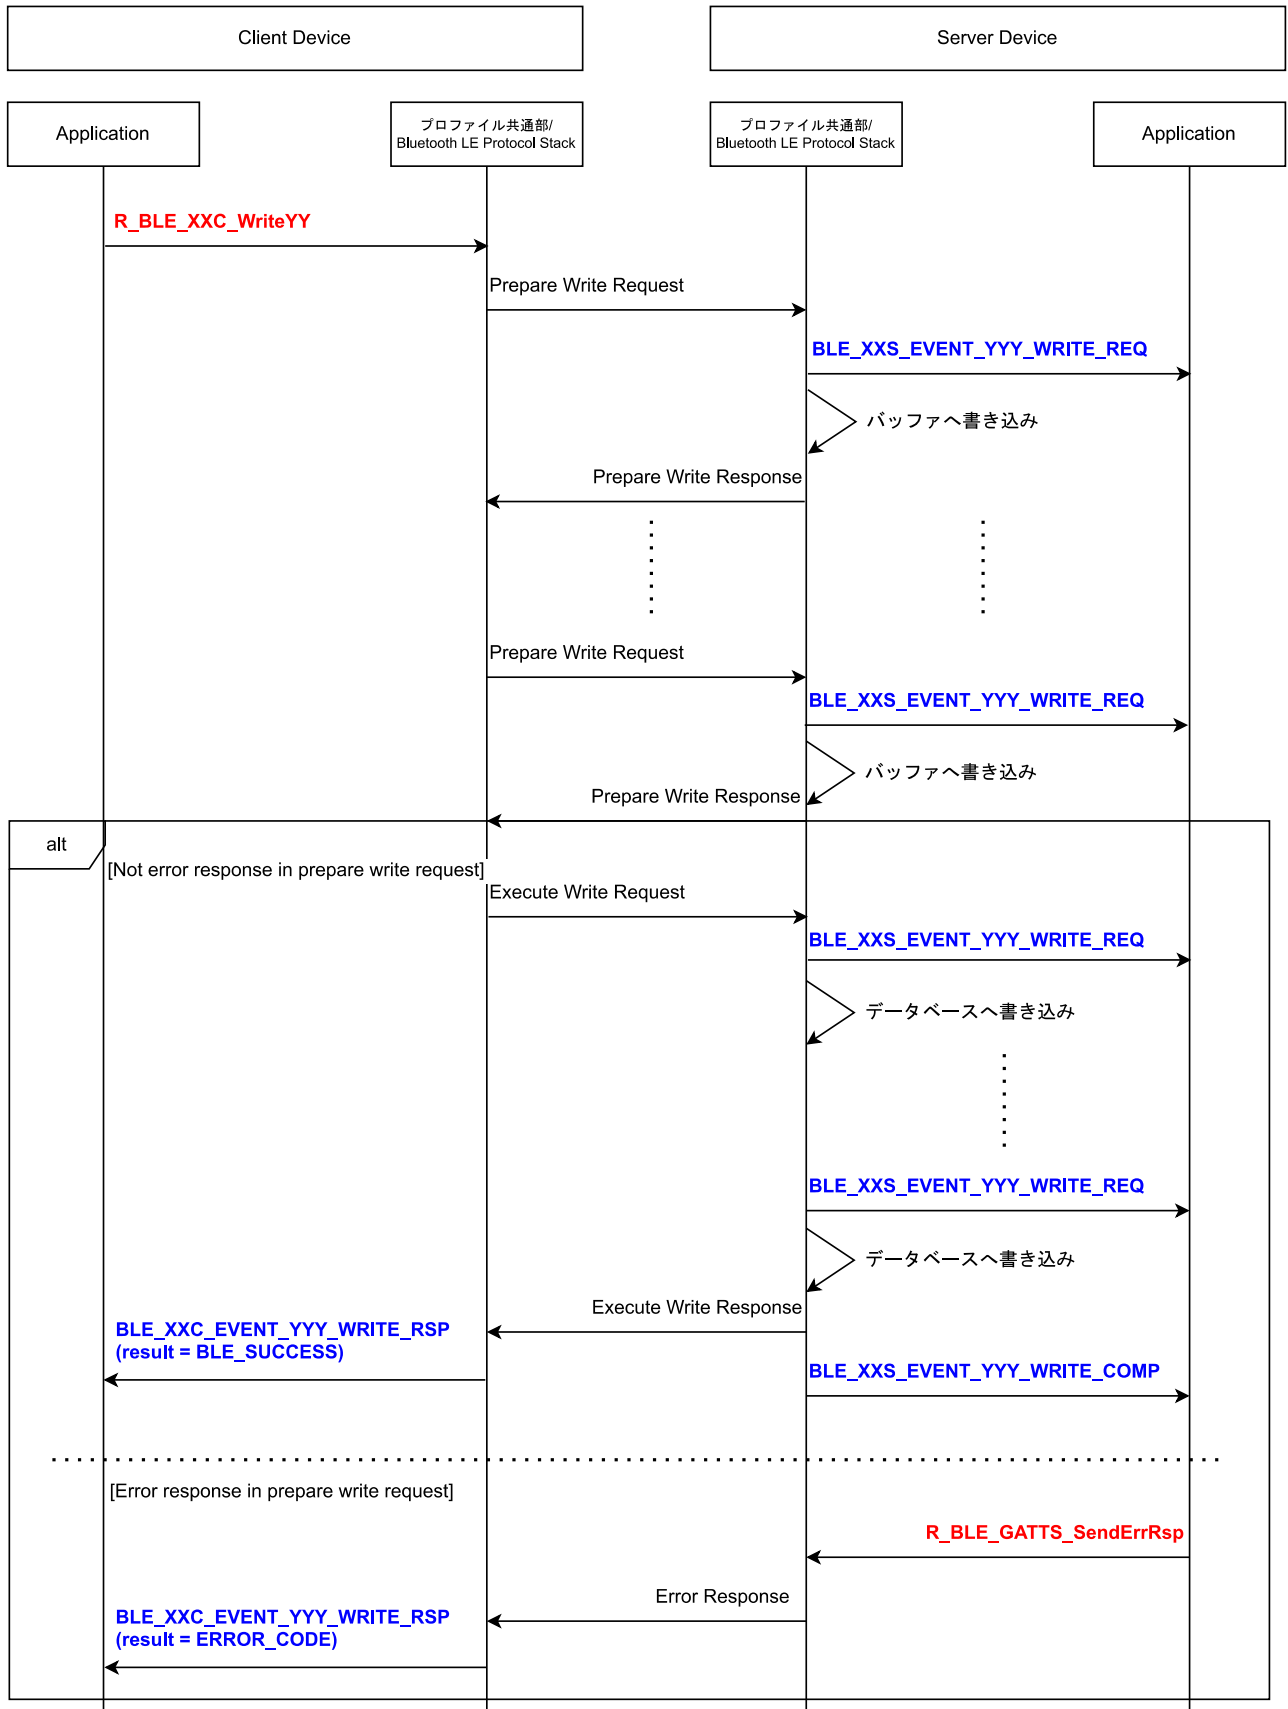 Client Device
Server Device
Application
プロファイル共通部/
Bluetooth LE Protocol Stack
プロファイル共通部/
Bluetooth LE Protocol Stack
Application
R_BLE_XXC_WriteYY
Prepare Write Request
BLE_XXS_EVENT_YYY_WRITE_REQ
バッファへ書き込み
Prepare Write Response
Prepare Write Request
BLE_XXS_EVENT_YYY_WRITE_REQ
バッファへ書き込み
Prepare Write Response
alt
[Not error response in prepare write request]
Execute Write Request
BLE_XXS_EVENT_YYY_WRITE_REQ
データベースへ書き込み
BLE_XXS_EVENT_YYY_WRITE_REQ
データベースへ書き込み
Execute Write Response
BLE_XXC_EVENT_YYY_WRITE_RSP
(result = BLE_SUCCESS)
BLE_XXS_EVENT_YYY_WRITE_COMP
[Error response in prepare write request]
R_BLE_GATTS_SendErrRsp
Error Response
BLE_XXC_EVENT_YYY_WRITE_RSP
(result = ERROR_CODE)